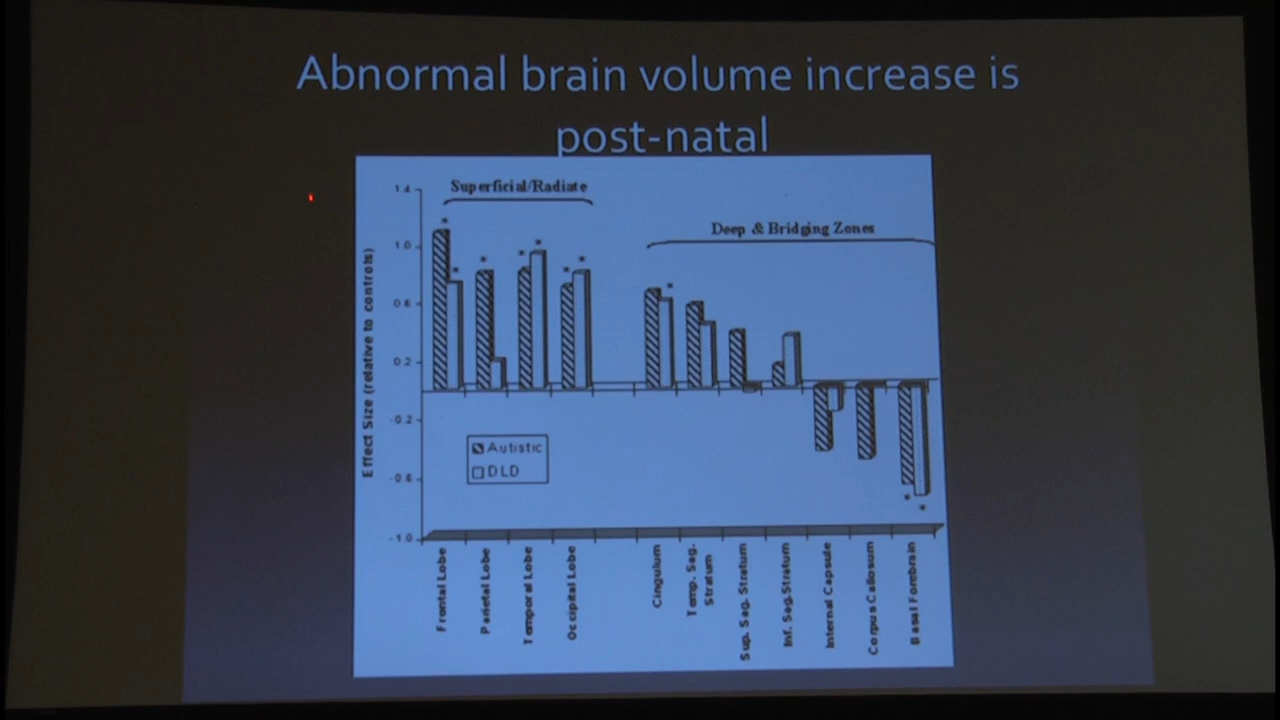 Abnormal brain volume increase is
post-natal
Superficial/Radiate
Deep & Bridging Zones
Effect Size (relative to controls)
1.4
1.0
0.6
0.2
-0.2
-0.6
-1.0
Autistic
DLD
Frontal Lobe
Parietal Lobe
Temporal Lobe
Occipital Lobe
Cingulum
Temp. Sag.
Stratum
Sup. Sag. Stratum
Inf. Sag.Stratum
Internal Capsule
Corpus Callosum
Basal Forebrain